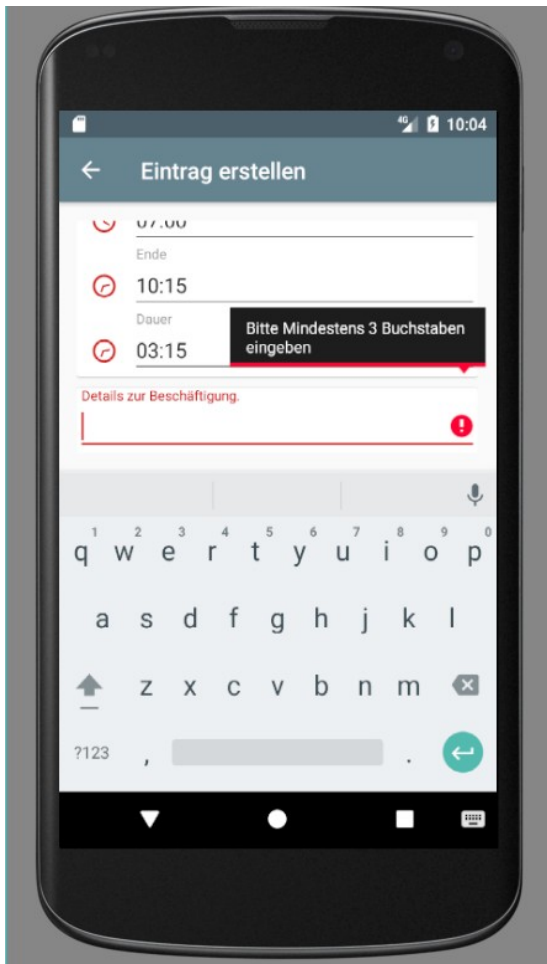 4G 10:04
Eintrag erstellen
07:00
Ende
10:15
Dauer
03:15
Bitte Mindestens 3 Buchstaben
eingeben
Details zur Beschäftigung.
1 2 3 4 5 6 7 8 9 0
q w e r t y u i o p
a s d f g h j k l
z x c v b n m
?123 , .